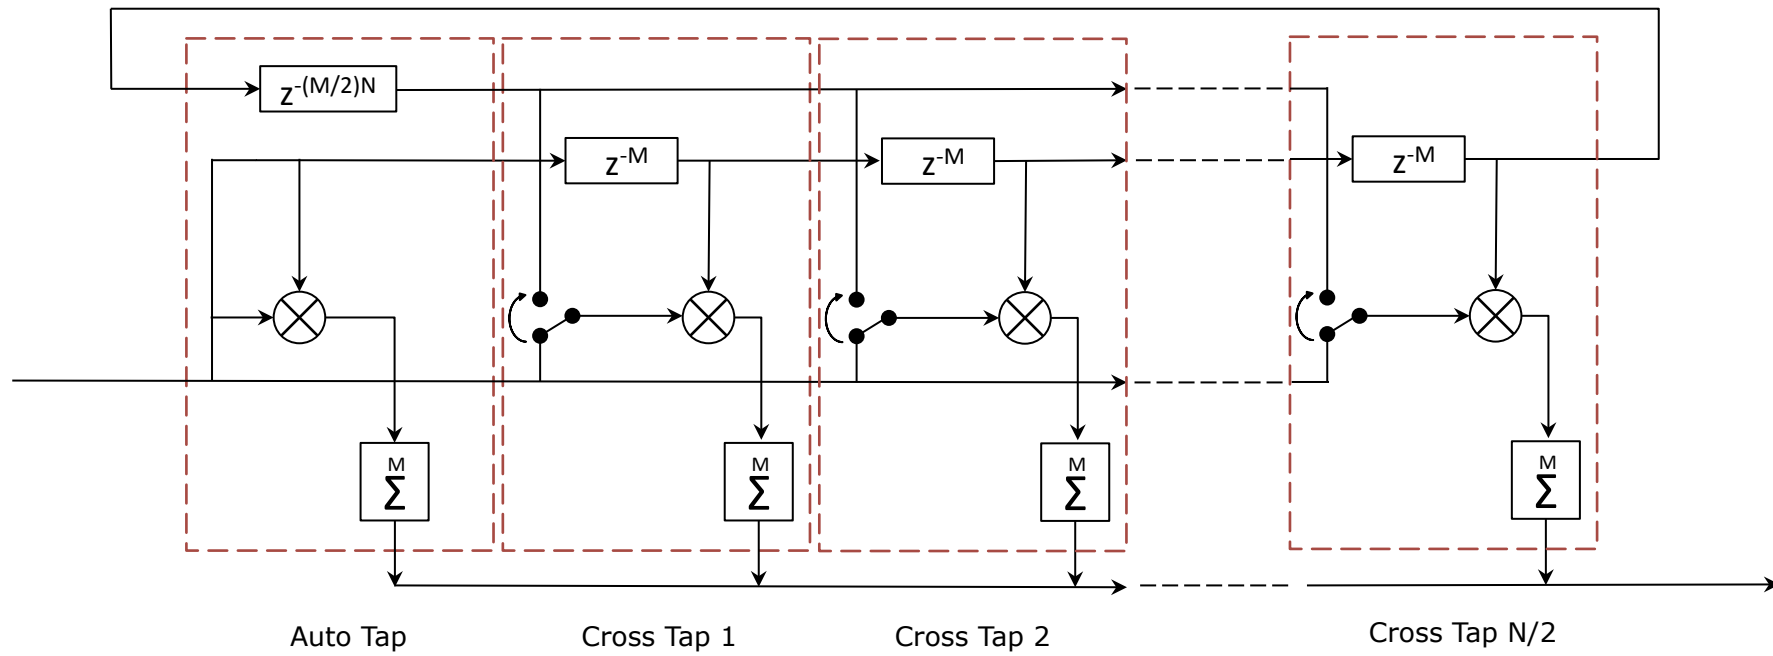 z-(M/2)N
z-M
z-M
z-M
M
Σ
M
Σ
M
Σ
M
Σ
Auto Tap
Cross Tap 1
Cross Tap 2
Cross Tap N/2